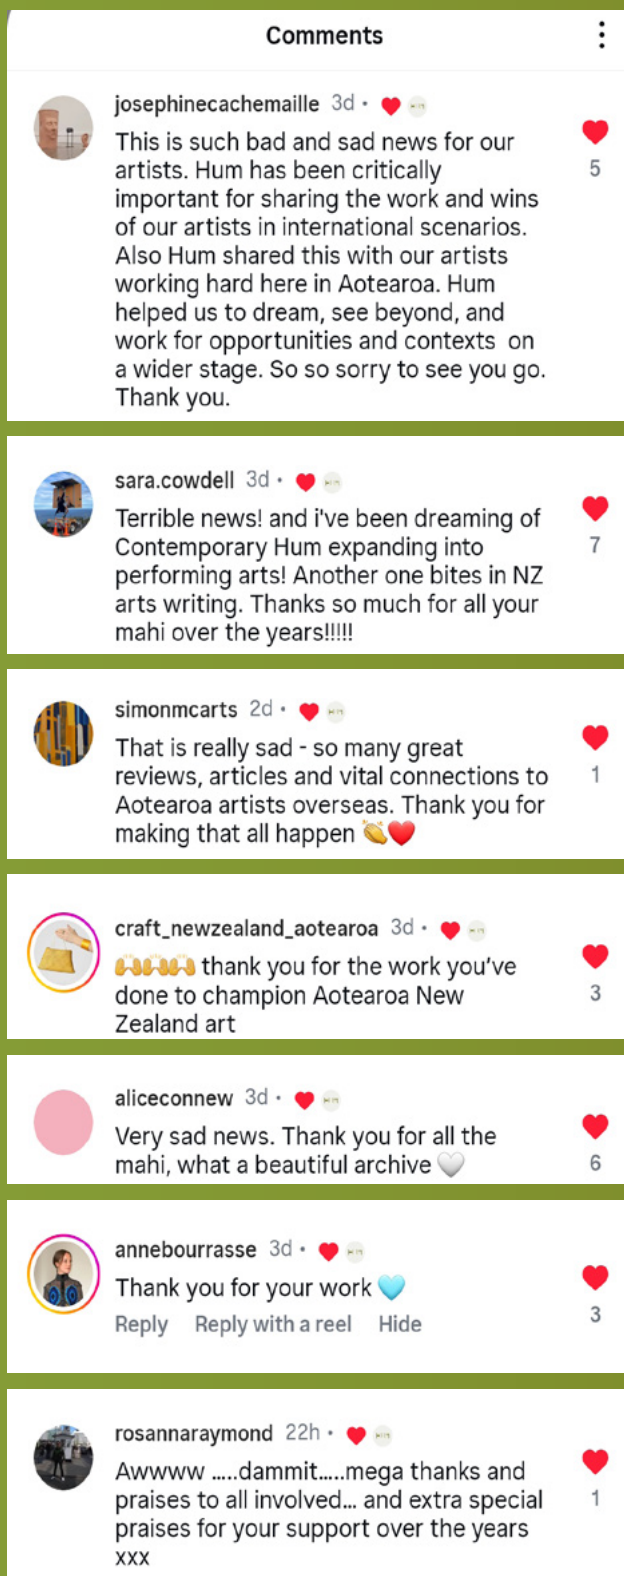 Comments
josephinecachemaille 3d •
This is such bad and sad news for our
artists. Hum has been critically
important for sharing the work and wins
of our artists in international scenarios.
Also Hum shared this with our artists
working hard here in Aotearoa. Hum
helped us to dream, see beyond, and
work for opportunities and contexts on
a wider stage. So so sorry to see you go.
Thank you.
5
sara.cowdell 3d •
Terrible news! and i've been dreaming of
Contemporary Hum expanding into
performing arts! Another one bites in NZ
arts writing. Thanks so much for all your
mahi over the years!!!!!
7
simonmcarts 2d •
That is really sad - so many great
reviews, articles and vital connections to
Aotearoa artists overseas. Thank you for
making that all happen 👏❤️
1
craft_newzealand_aotearoa 3d •
🙌🙌🙌 thank you for the work you've
done to champion Aotearoa New
Zealand art
3
aliceconnew 3d •
Very sad news. Thank you for all the
mahi, what a beautiful archive 🤍
6
annebourrasse 3d •
Thank you for your work 🩵
Reply Reply with a reel Hide
3
rosannaraymond 22h •
Awwww .....dammit.....mega thanks and
praises to all involved... and extra special
praises for your support over the years
xxx
1